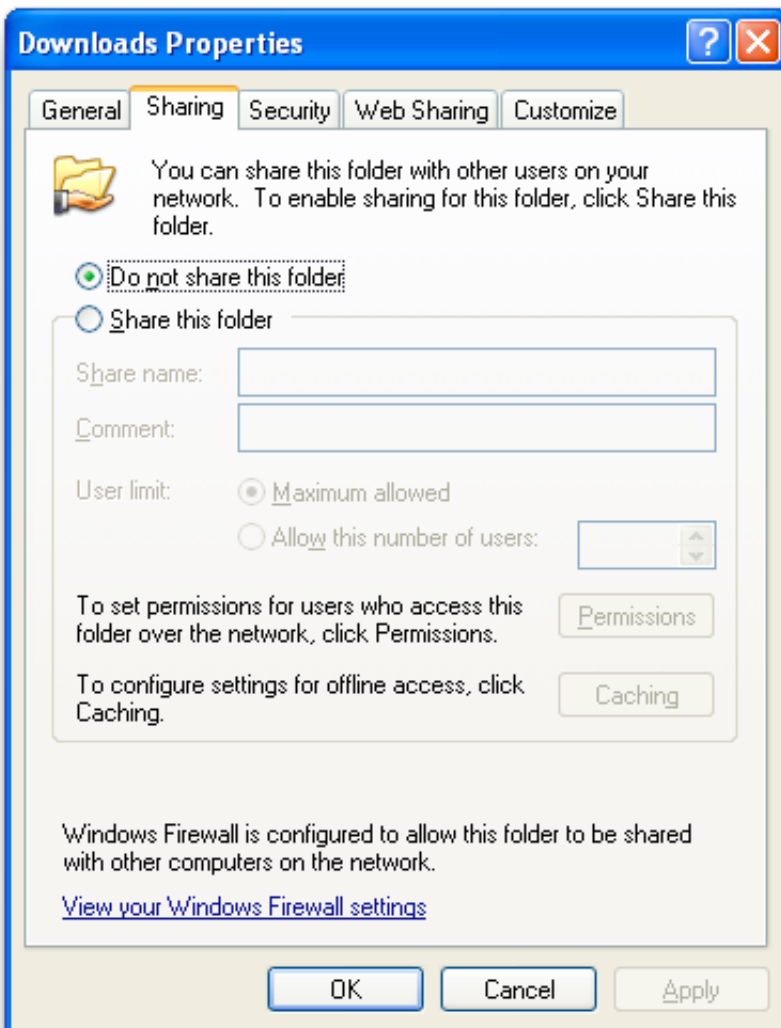 Downloads Properties
General Sharing Security Web Sharing Customize
You can share this folder with other users on your
network. To enable sharing for this folder, click Share this
folder.
Do not share this folder
Share this folder
Share name:
Comment:
User limit: Maximum allowed
Allow this number of users:
To set permissions for users who access this
folder over the network, click Permissions.
Permissions
To configure settings for offline access, click
Caching.
Caching
Windows Firewall is configured to allow this folder to be shared
with other computers on the network.
View your Windows Firewall settings
OK Cancel Apply